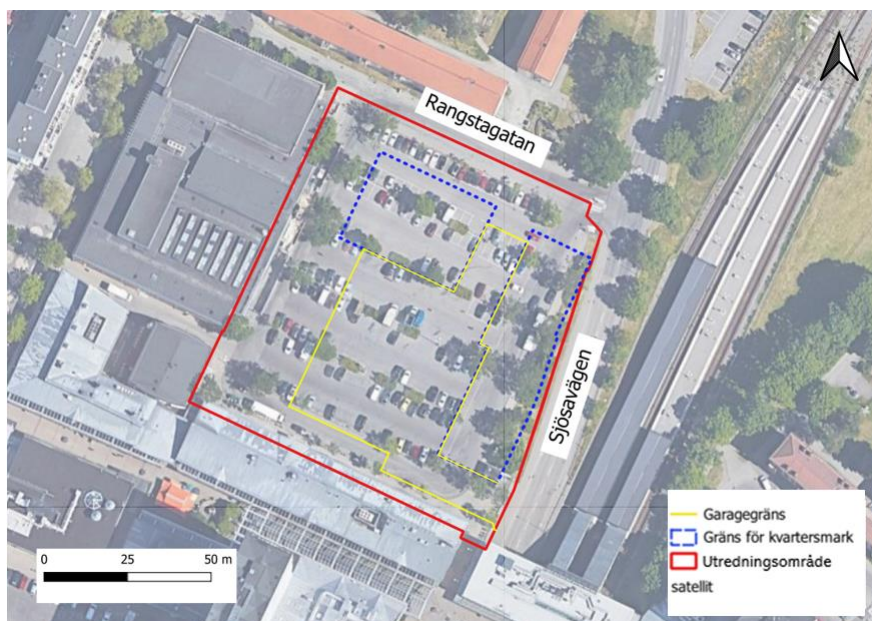 Rangstagatan
Sjösavägen
0 25 50 m
Garagegräns
Gräns för kvartersmark
Utredningsområde
satellit